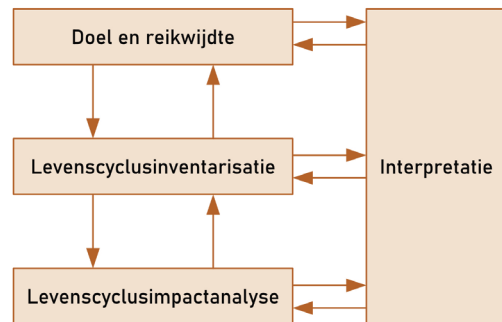 Doel en reikwijdte
Levenscyclusinventarisatie
Interpretatie
Levenscyclusimpactanalyse